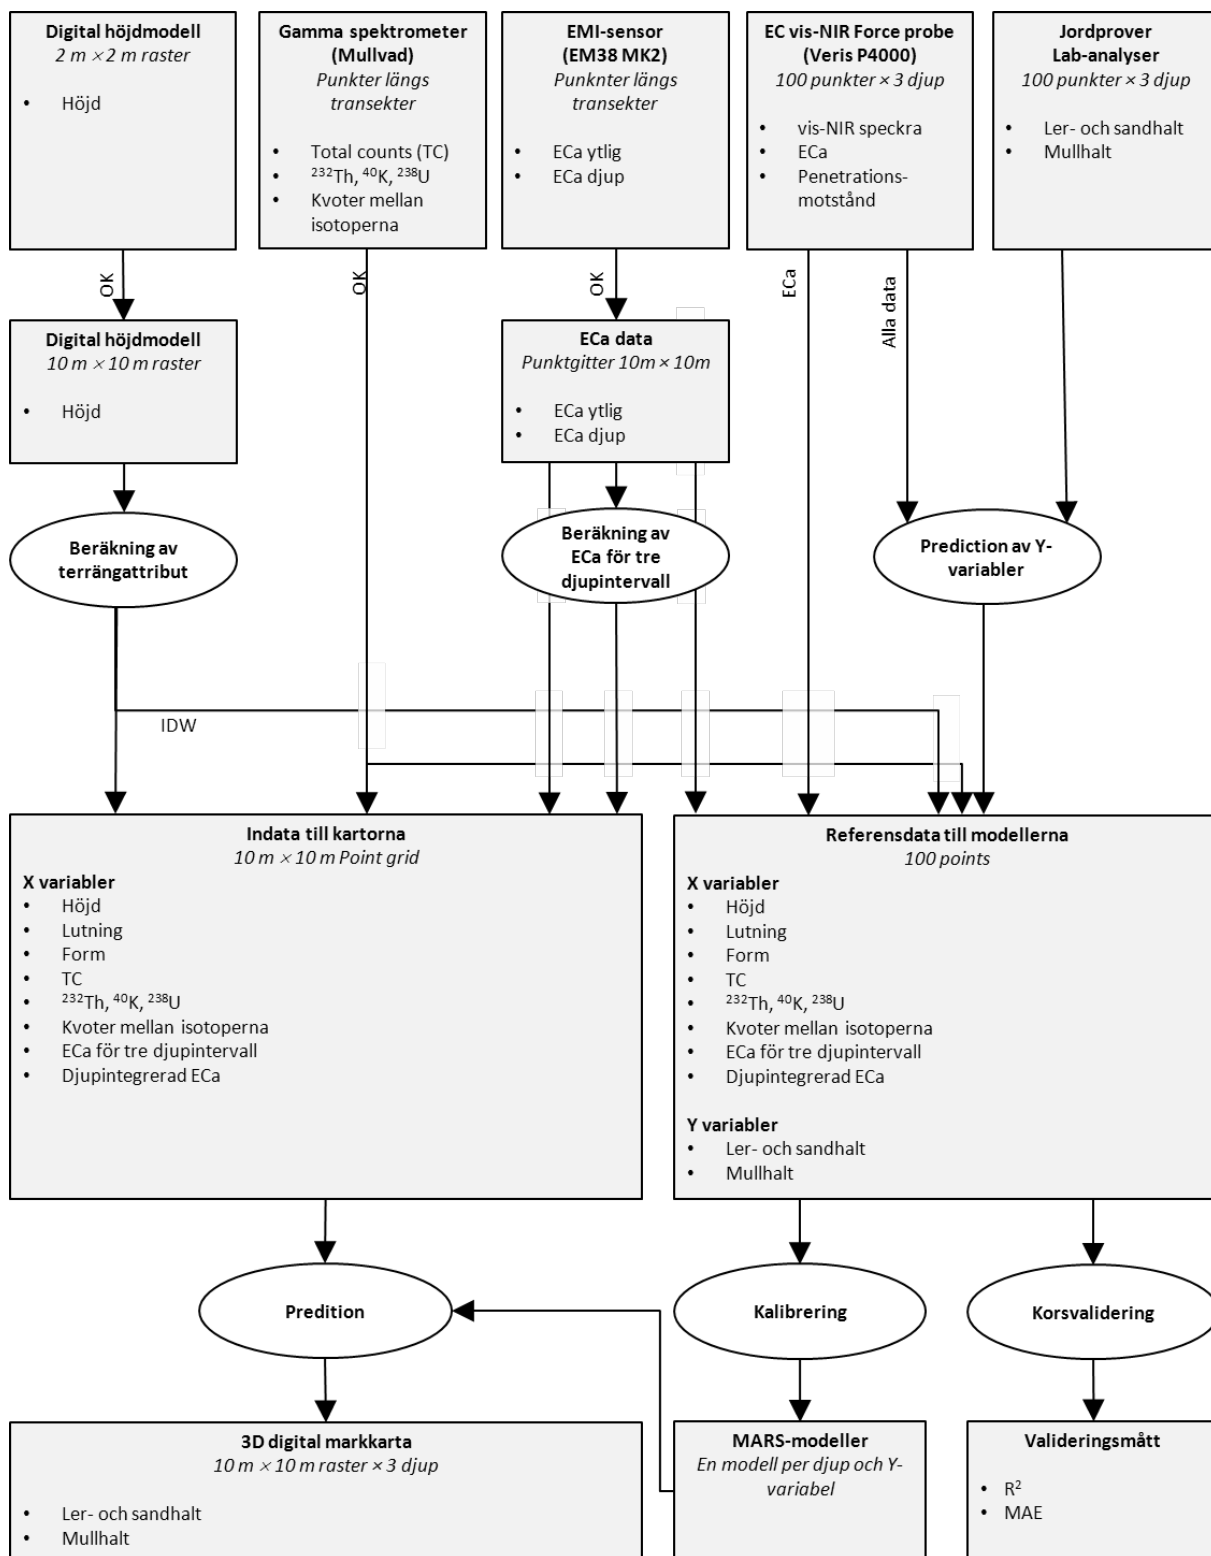 Digital höjdmodell
2 m × 2 m raster
• Höjd
Gamma spektrometer
(Mullvad)
Punkter längs
transekter
• Total counts (TC)
• ²³²Th, ⁴⁰K, ²³⁸U
• Kvoter mellan
isotoperna
EMI-sensor
(EM38 MK2)
Punknter längs
transekter
• ECa ytlig
• ECa djup
EC vis-NIR Force probe
(Veris P4000)
100 punkter × 3 djup
• vis-NIR speckra
• ECa
• Penetrations-
motstånd
Jordprover
Lab-analyser
100 punkter × 3 djup
• Ler- och sandhalt
• Mullhalt
OK
OK
OK
ECa
Alla data
Digital höjdmodell
10 m × 10 m raster
• Höjd
ECa data
Punktgitter 10m × 10m
• ECa ytlig
• ECa djup
Beräkning av
terrängattribut
Beräkning av
ECa för tre
djupintervall
Prediction av Y-
variabler
IDW
Indata till kartorna
10 m × 10 m Point grid
X variabler
• Höjd
• Lutning
• Form
• TC
• ²³²Th, ⁴⁰K, ²³⁸U
• Kvoter mellan isotoperna
• ECa för tre djupintervall
• Djupintegrerad ECa
Referensdata till modellerna
100 points
X variabler
• Höjd
• Lutning
• Form
• TC
• ²³²Th, ⁴⁰K, ²³⁸U
• Kvoter mellan isotoperna
• ECa för tre djupintervall
• Djupintegrerad ECa
Y variabler
• Ler- och sandhalt
• Mullhalt
Predition
Kalibrering
Korsvalidering
3D digital markkarta
10 m × 10 m raster × 3 djup
• Ler- och sandhalt
• Mullhalt
MARS-modeller
En modell per djup och Y-
variabel
Valideringsmått
• R²
• MAE